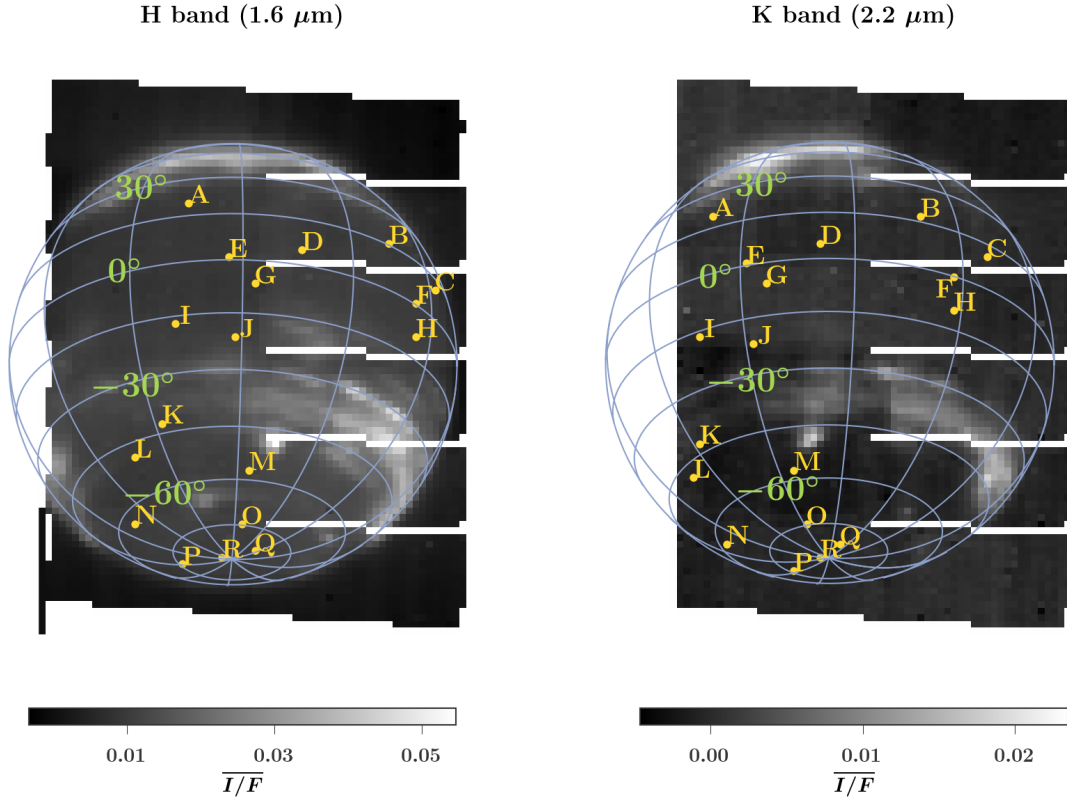 H band (1.6 μm)
K band (2.2 μm)
30°
A
B
D
E
G
C
F
0°
I
J
H
−30°
K
L
M
−60°
N
O
Q
R
P
0.01 0.03 0.05
I/F
30°
A
B
D
C
E
G
F
H
0°
I
J
−30°
K
L
M
−60°
O
N
Q
R
P
0.00 0.01 0.02
I/F